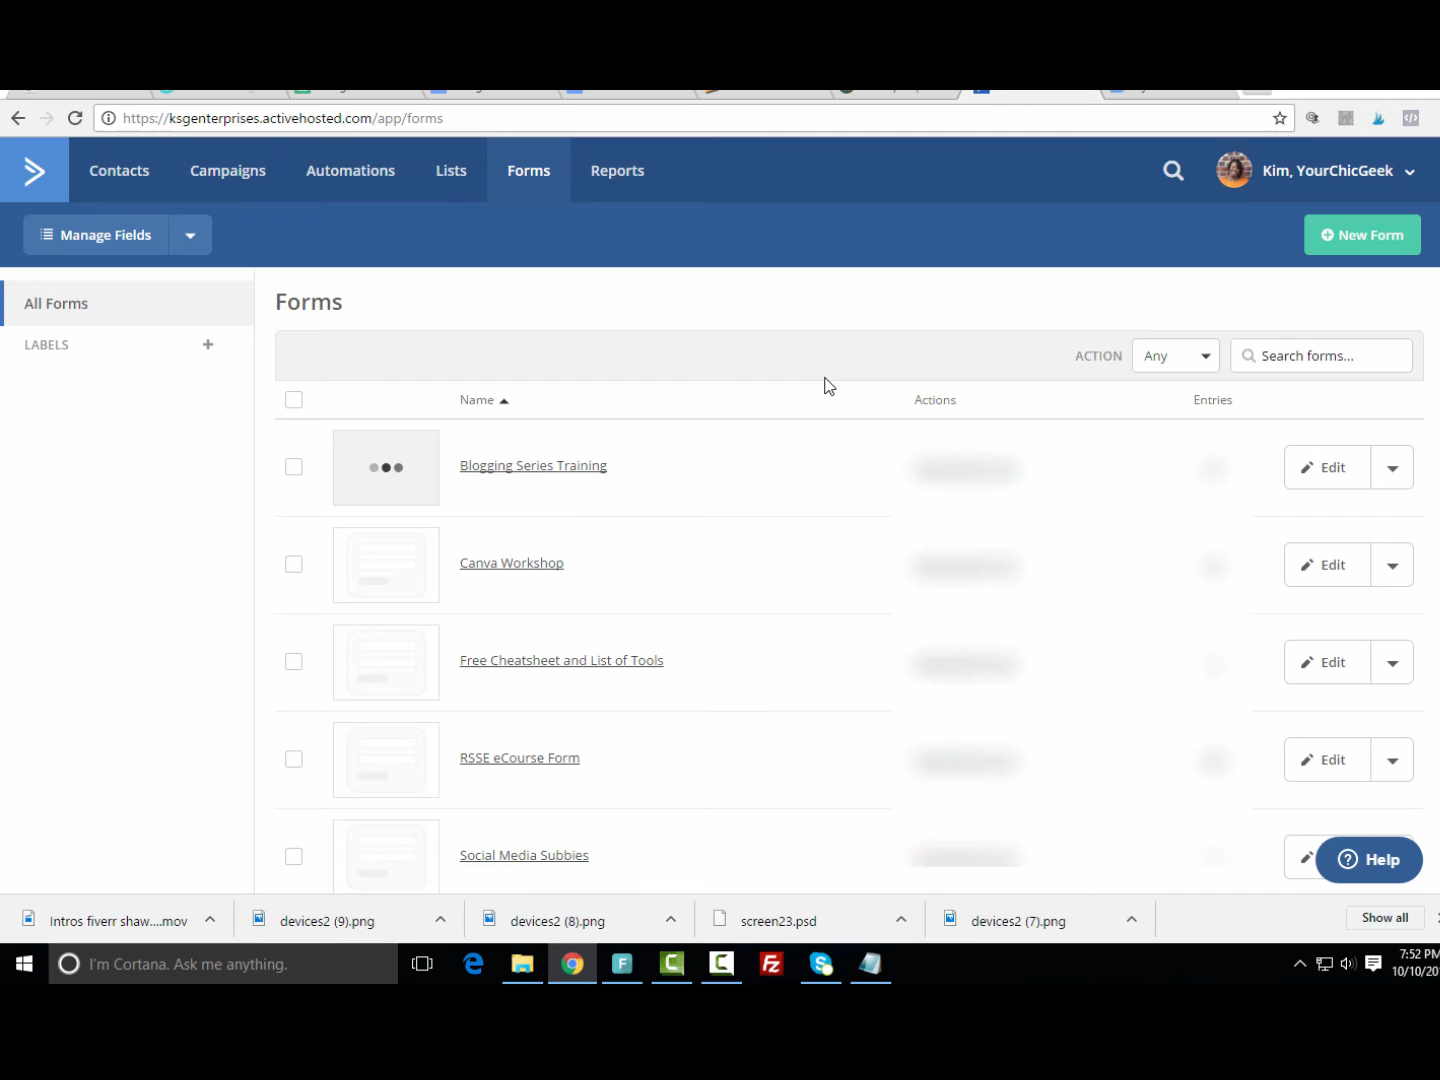 https://ksgenterprises.activehosted.com/app/forms
Contacts Campaigns Automations Lists Forms Reports Kim, YourChicGeek
Manage Fields New Form
All Forms
LABELS +
Forms
ACTION Any Search forms...
Name Actions Entries
Blogging Series Training Edit
Canva Workshop Edit
Free Cheatsheet and List of Tools Edit
RSSE eCourse Form Edit
Social Media Subbies
Help
Intros fiverr shaw....mov devices2 (9).png devices2 (8).png screen23.psd devices2 (7).png Show all
I'm Cortana. Ask me anything.
7:52 PM
10/10/20